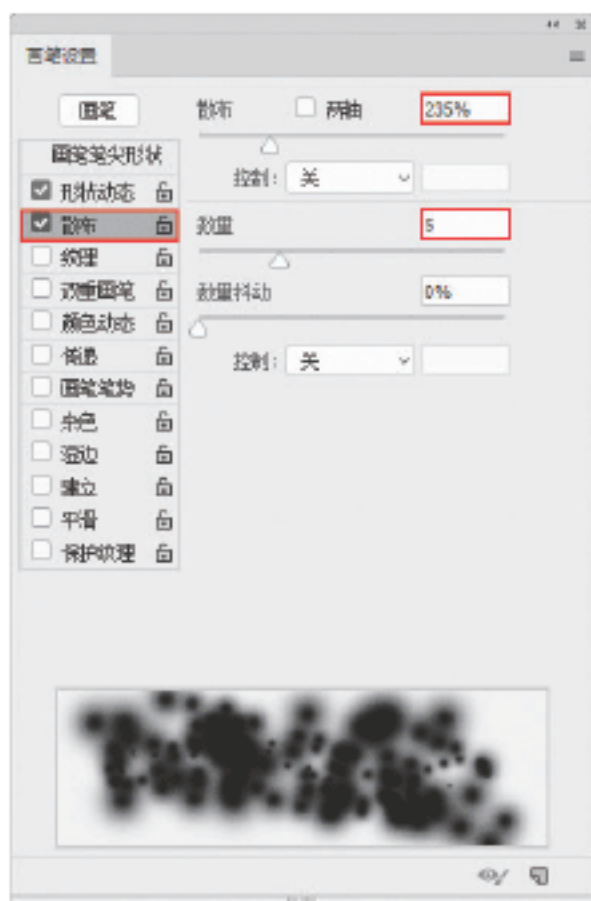 画笔设置
画笔
散布 两轴 235%
画笔笔尖形状
控制: 关
形状动态
散布
数量 5
纹理
双重画笔
数量抖动 0%
颜色动态
传递
控制: 关
画笔笔势
杂色
湿边
建立
平滑
保护纹理